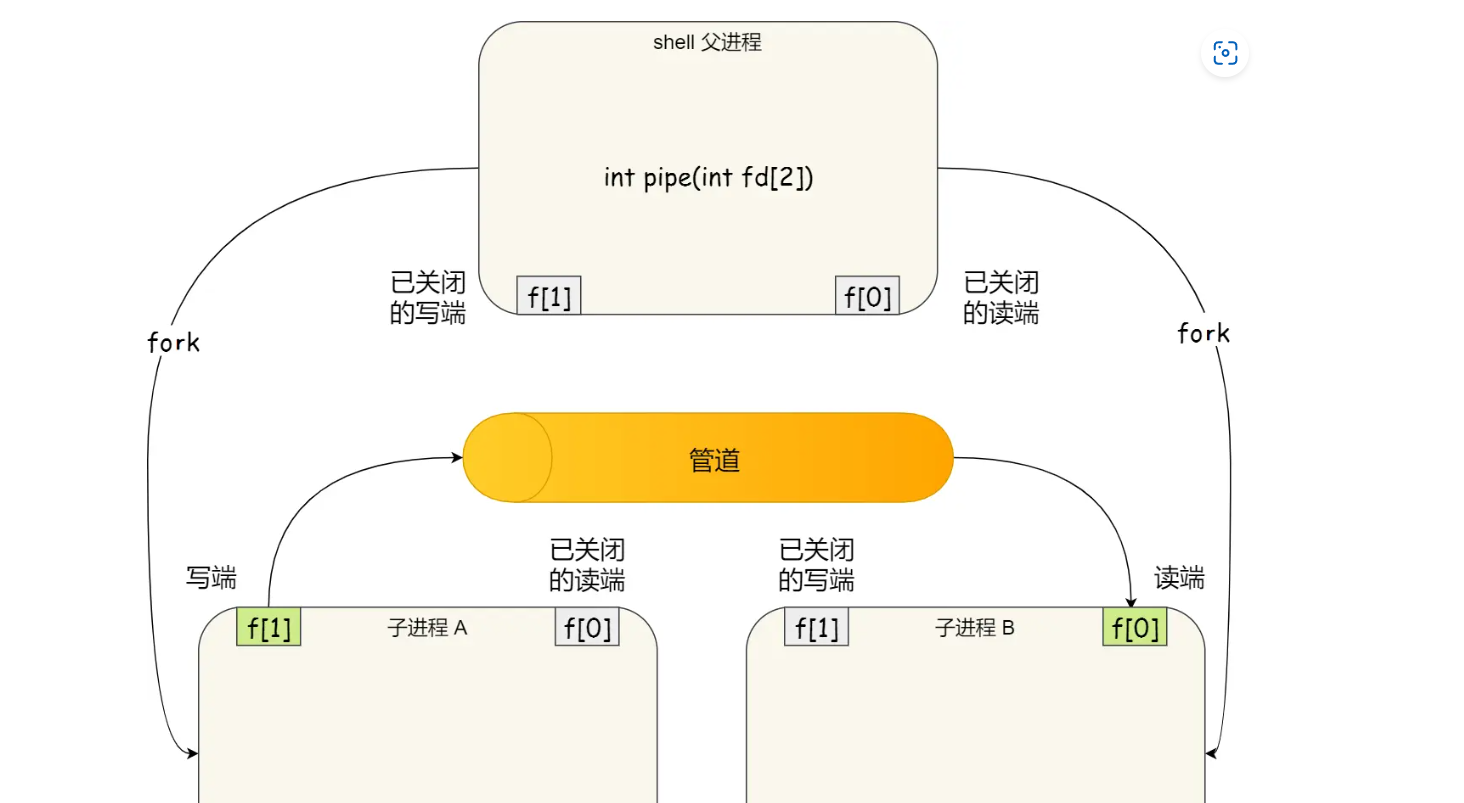 shell 父进程
int pipe(int fd[2])
已关闭
的写端
f[1]
f[0]
已关闭
的读端
fork
fork
管道
写端
已关闭
的读端
已关闭
的写端
读端
f[1]
子进程 A
f[0]
f[1]
子进程 B
f[0]